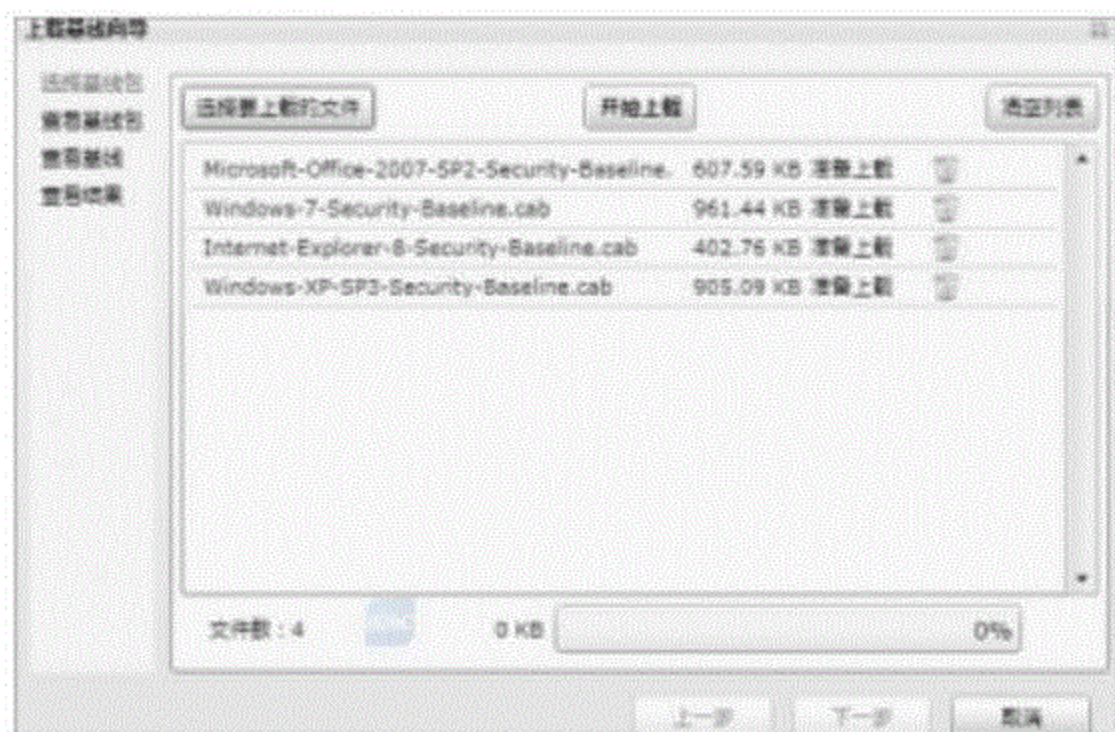 上载基线向导
选择基线包
查看基线包
查看基线
查看结果
选择要上载的文件 开始上载 清空列表
Microsoft-Office-2007-SP2-Security-Baseline. 607.59 KB 准备上载
Windows-7-Security-Baseline.cab 961.44 KB 准备上载
Internet-Explorer-8-Security-Baseline.cab 402.76 KB 准备上载
Windows-XP-SP3-Security-Baseline.cab 905.09 KB 准备上载
文件数：4 0 KB 0%
上一步 下一步 取消